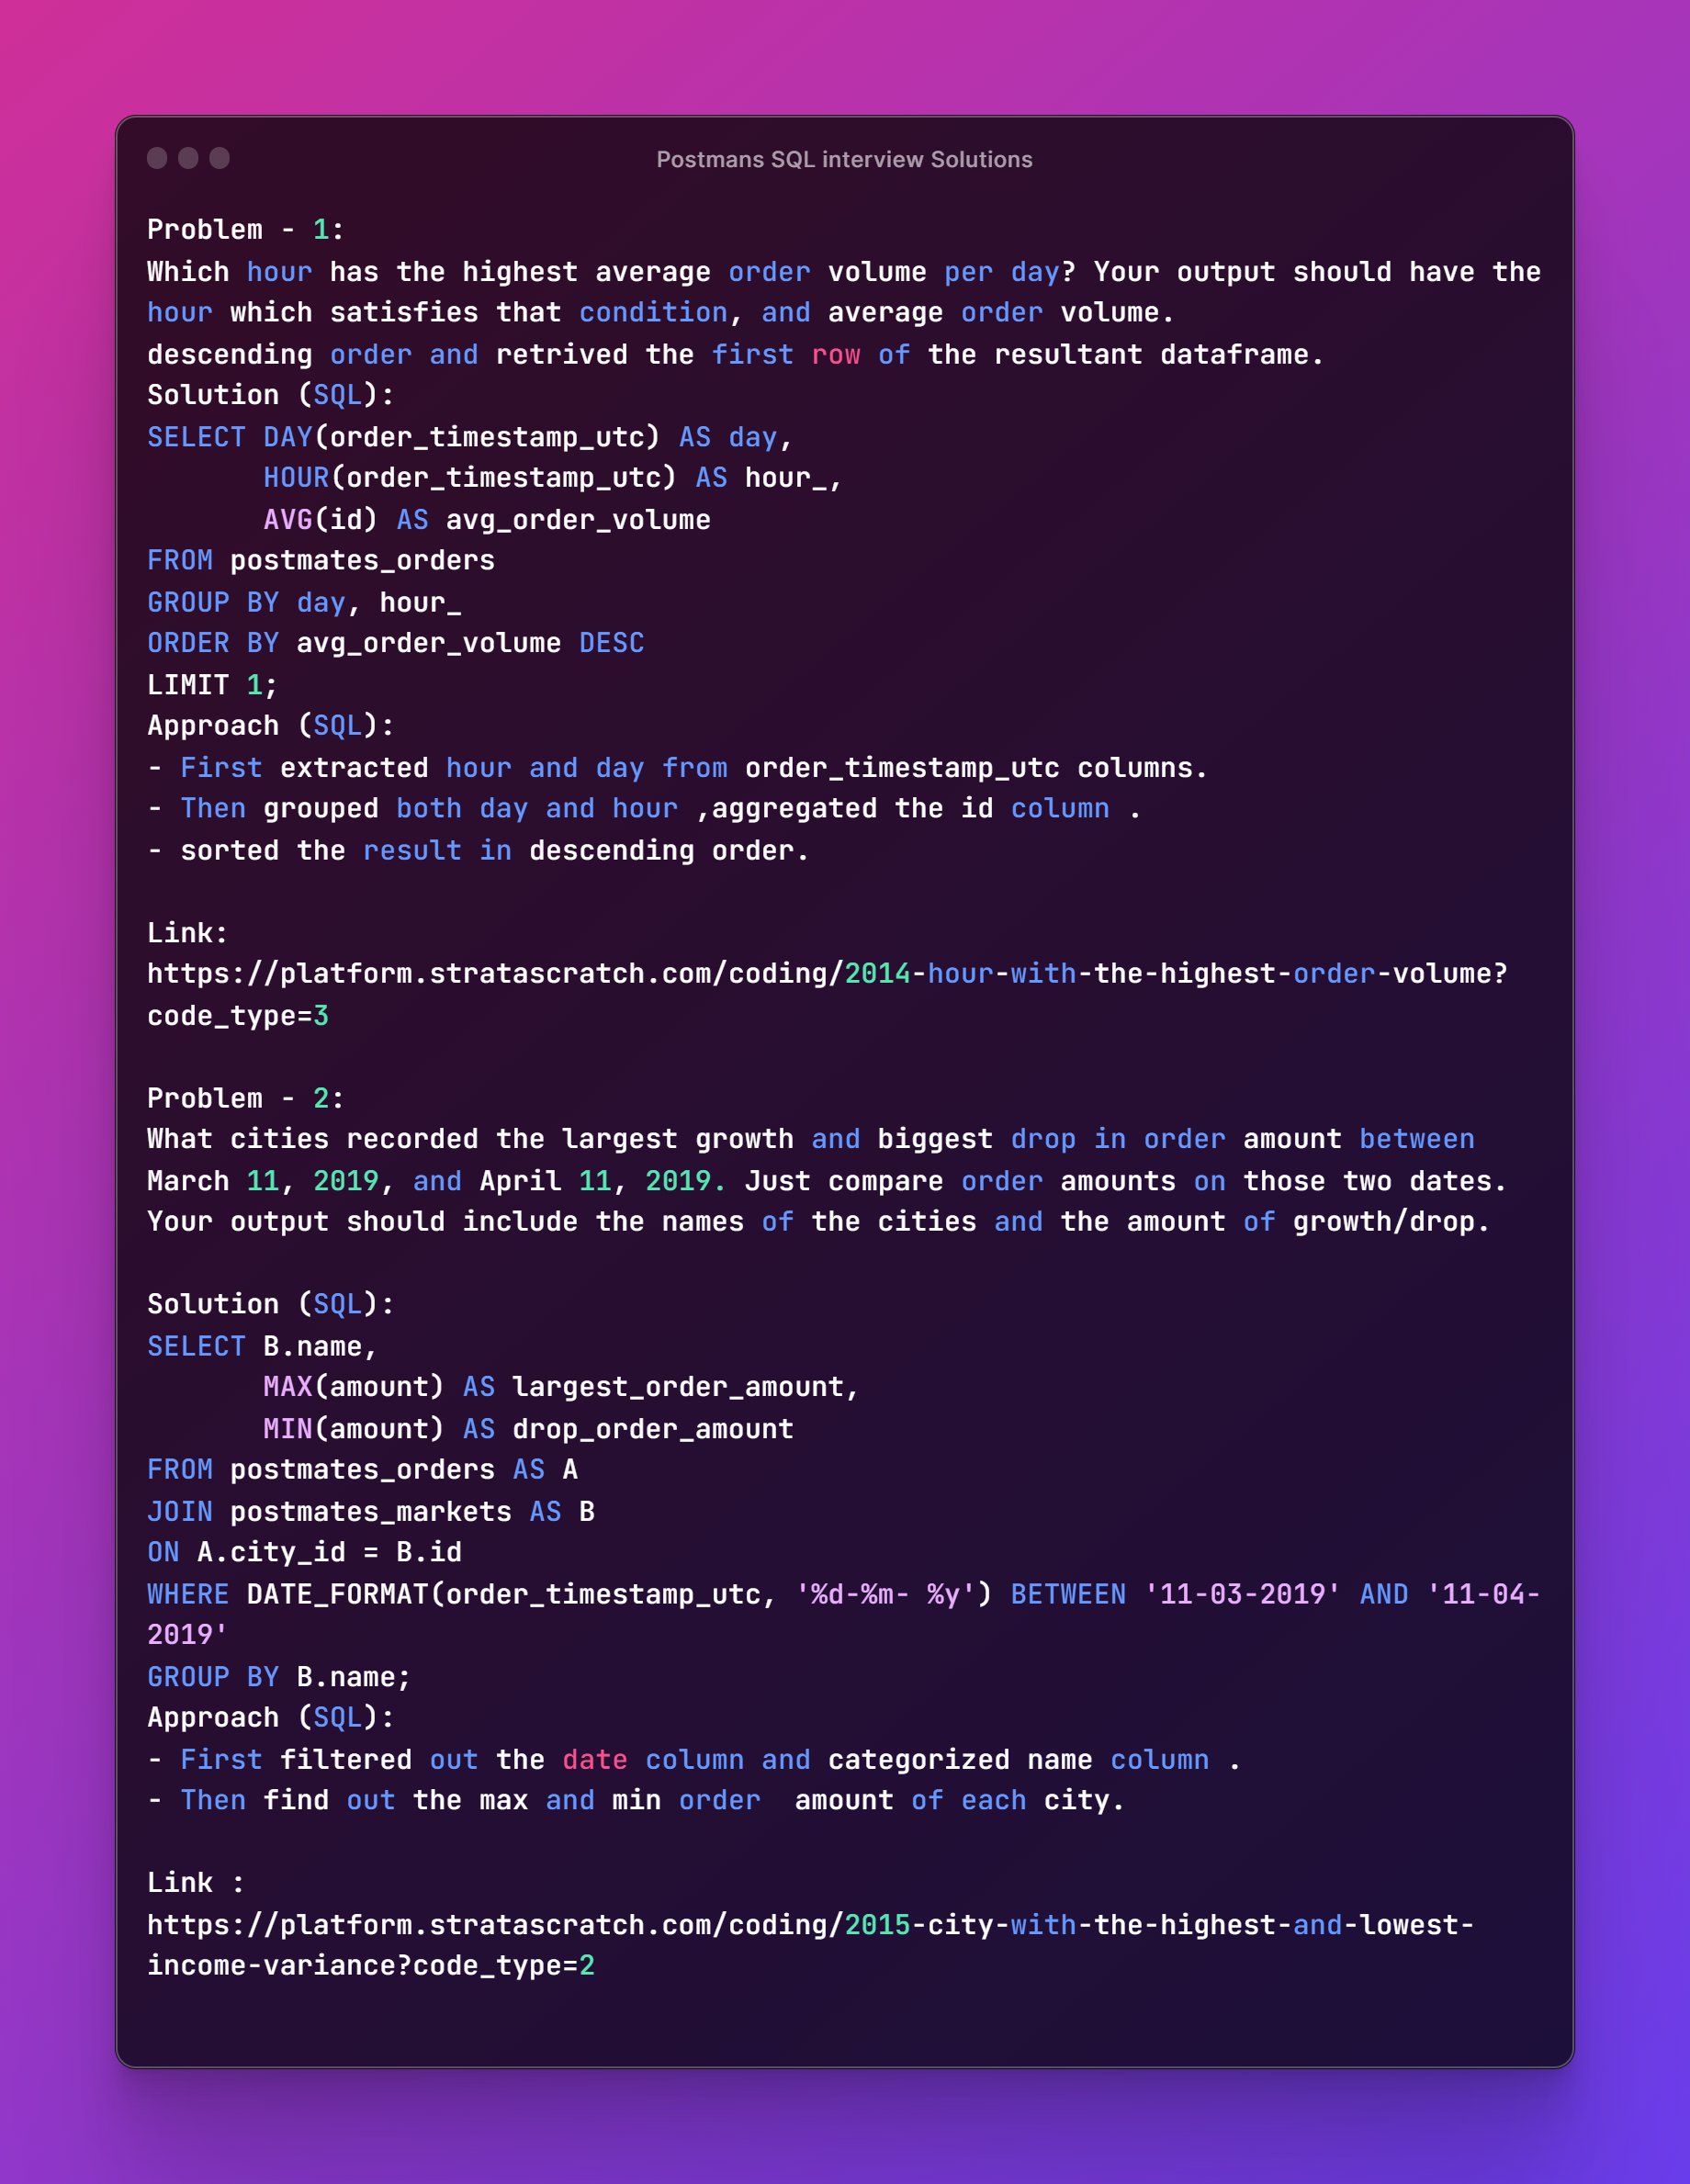 Postmans SQL interview Solutions
Problem - 1:
Which hour has the highest average order volume per day? Your output should have the
hour which satisfies that condition, and average order volume.
descending order and retrived the first row of the resultant dataframe.
Solution (SQL):
SELECT DAY(order_timestamp_utc) AS day,
       HOUR(order_timestamp_utc) AS hour_,
       AVG(id) AS avg_order_volume
FROM postmates_orders
GROUP BY day, hour_
ORDER BY avg_order_volume DESC
LIMIT 1;
Approach (SQL):
- First extracted hour and day from order_timestamp_utc columns.
- Then grouped both day and hour ,aggregated the id column .
- sorted the result in descending order.
Link:
https://platform.stratascratch.com/coding/2014-hour-with-the-highest-order-volume?
code_type=3
Problem - 2:
What cities recorded the largest growth and biggest drop in order amount between
March 11, 2019, and April 11, 2019. Just compare order amounts on those two dates.
Your output should include the names of the cities and the amount of growth/drop.
Solution (SQL):
SELECT B.name,
       MAX(amount) AS largest_order_amount,
       MIN(amount) AS drop_order_amount
FROM postmates_orders AS A
JOIN postmates_markets AS B
ON A.city_id = B.id
WHERE DATE_FORMAT(order_timestamp_utc, '%d-%m- %y') BETWEEN '11-03-2019' AND '11-04-
2019'
GROUP BY B.name;
Approach (SQL):
- First filtered out the date column and categorized name column .
- Then find out the max and min order  amount of each city.
Link :
https://platform.stratascratch.com/coding/2015-city-with-the-highest-and-lowest-
income-variance?code_type=2